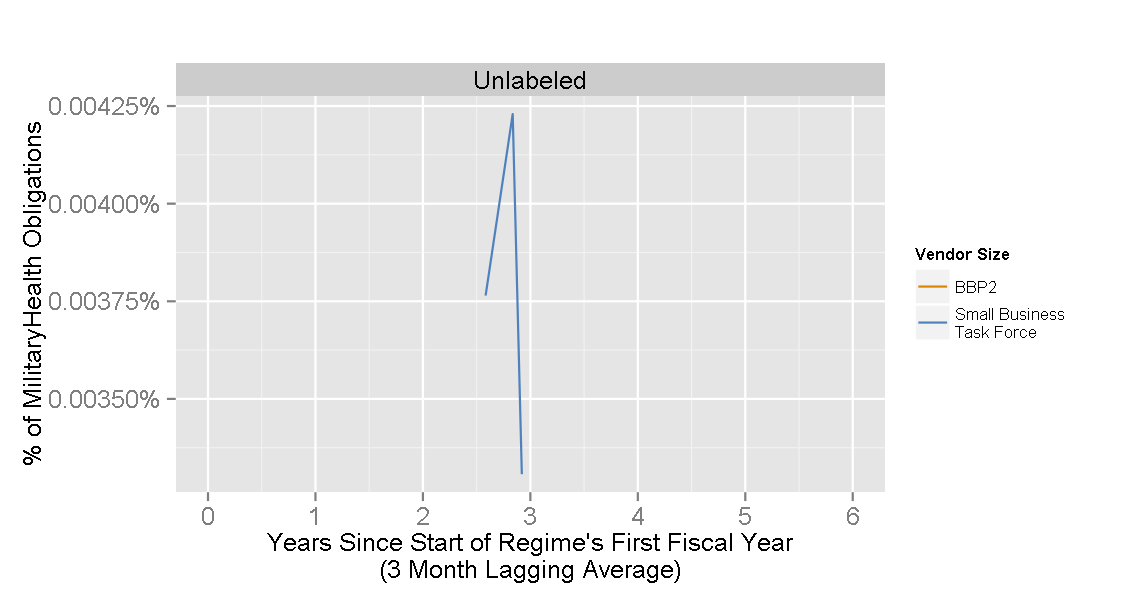 Unlabeled
0.00425%
0.00400%
0.00375%
0.00350%
% of MilitaryHealth Obligations
0 1 2 3 4 5 6
Years Since Start of Regime's First Fiscal Year
(3 Month Lagging Average)
Vendor Size
BBP2
Small Business
Task Force